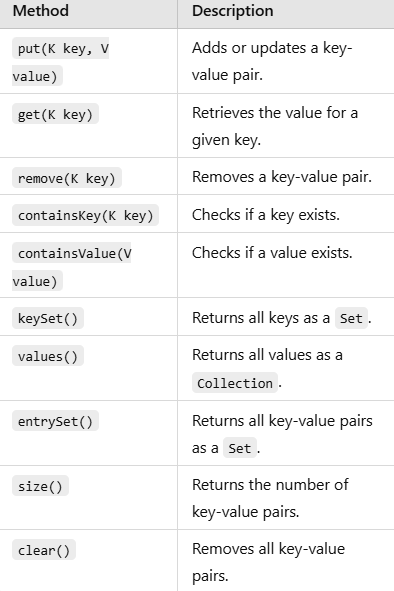 Method Description
put(K key, V Adds or updates a key-
value) value pair.
get(K key) Retrieves the value for a
given key.
remove(K key) Removes a key-value pair.
containsKey(K key) Checks if a key exists.
containsValue(V Checks if a value exists.
value)
keySet() Returns all keys as a Set.
values() Returns all values as a
Collection.
entrySet() Returns all key-value pairs
as a Set.
size() Returns the number of
key-value pairs.
clear() Removes all key-value
pairs.